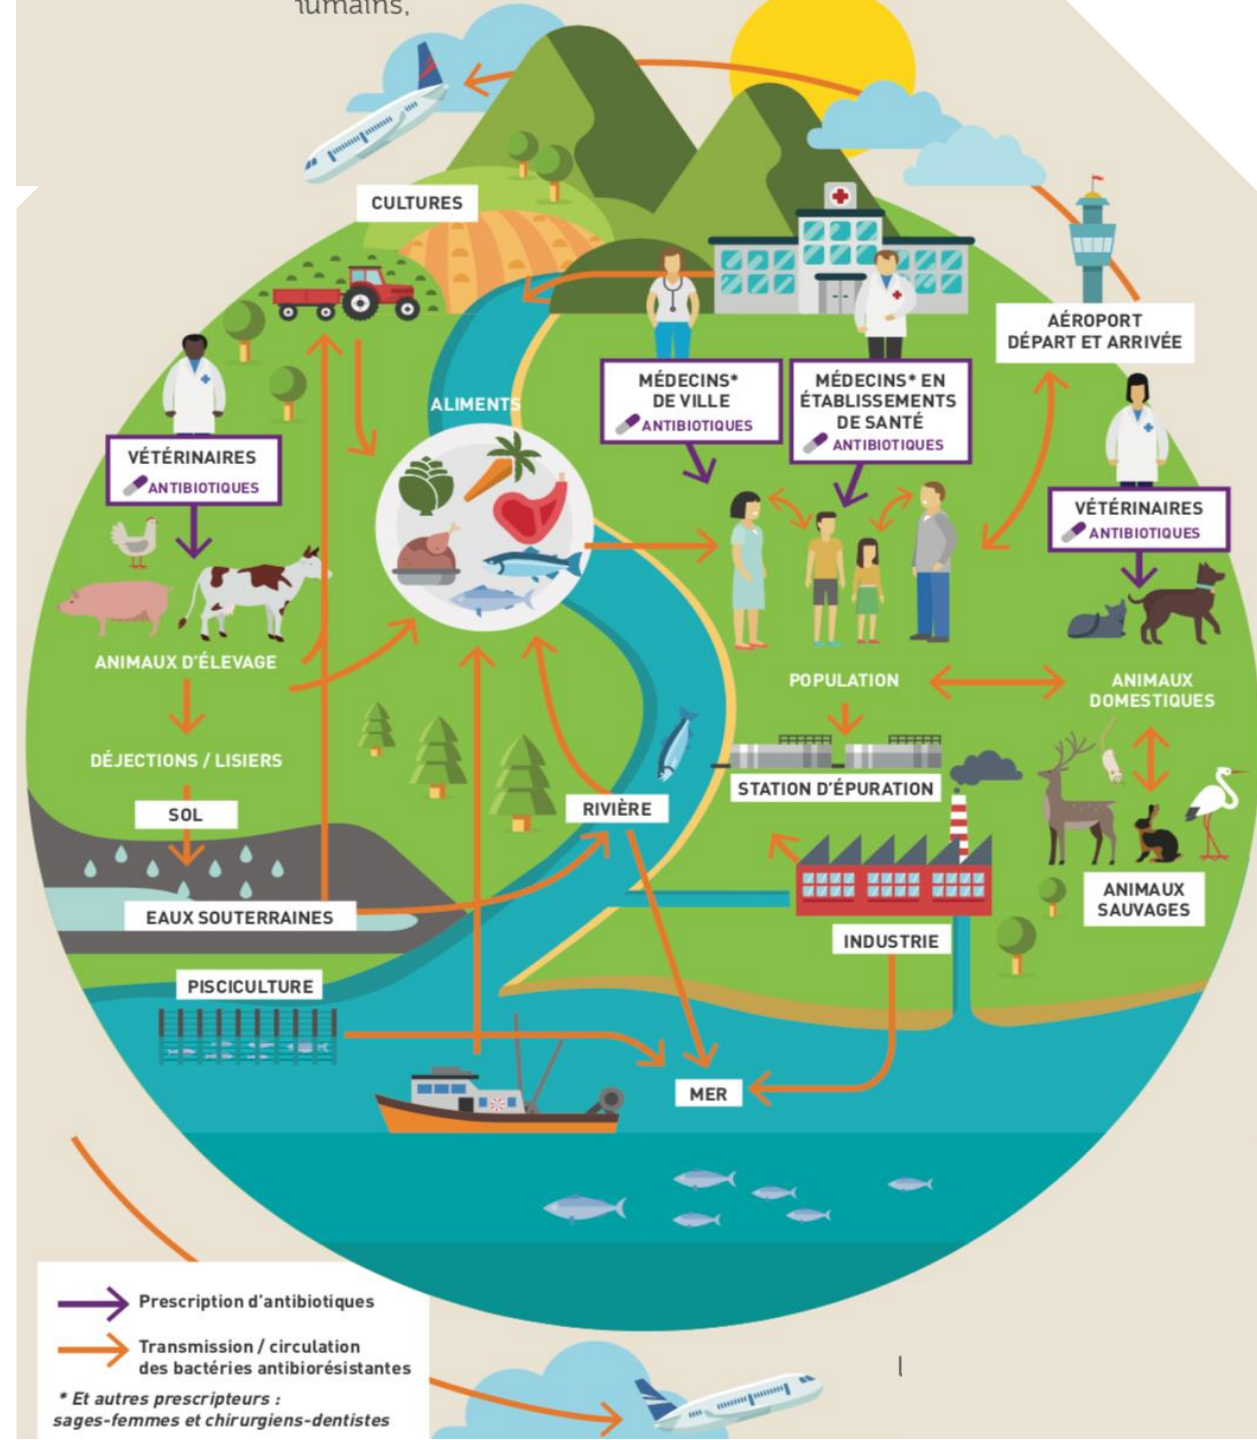 humains,
CULTURES
AÉROPORT
DÉPART ET ARRIVÉE
MÉDECINS*
DE VILLE
ANTIBIOTIQUES
MÉDECINS* EN
ÉTABLISSEMENTS
DE SANTÉ
ANTIBIOTIQUES
ALIMENTS
VÉTÉRINAIRES
ANTIBIOTIQUES
VÉTÉRINAIRES
ANTIBIOTIQUES
ANIMAUX D'ÉLEVAGE
POPULATION
ANIMAUX
DOMESTIQUES
DÉJECTIONS / LISIERS
STATION D'ÉPURATION
SOL
RIVIÈRE
ANIMAUX
SAUVAGES
EAUX SOUTERRAINES
INDUSTRIE
PISCICULTURE
MER
Prescription d'antibiotiques
Transmission / circulation
des bactéries antibiorésistantes
* Et autres prescripteurs :
sages-femmes et chirurgiens-dentistes